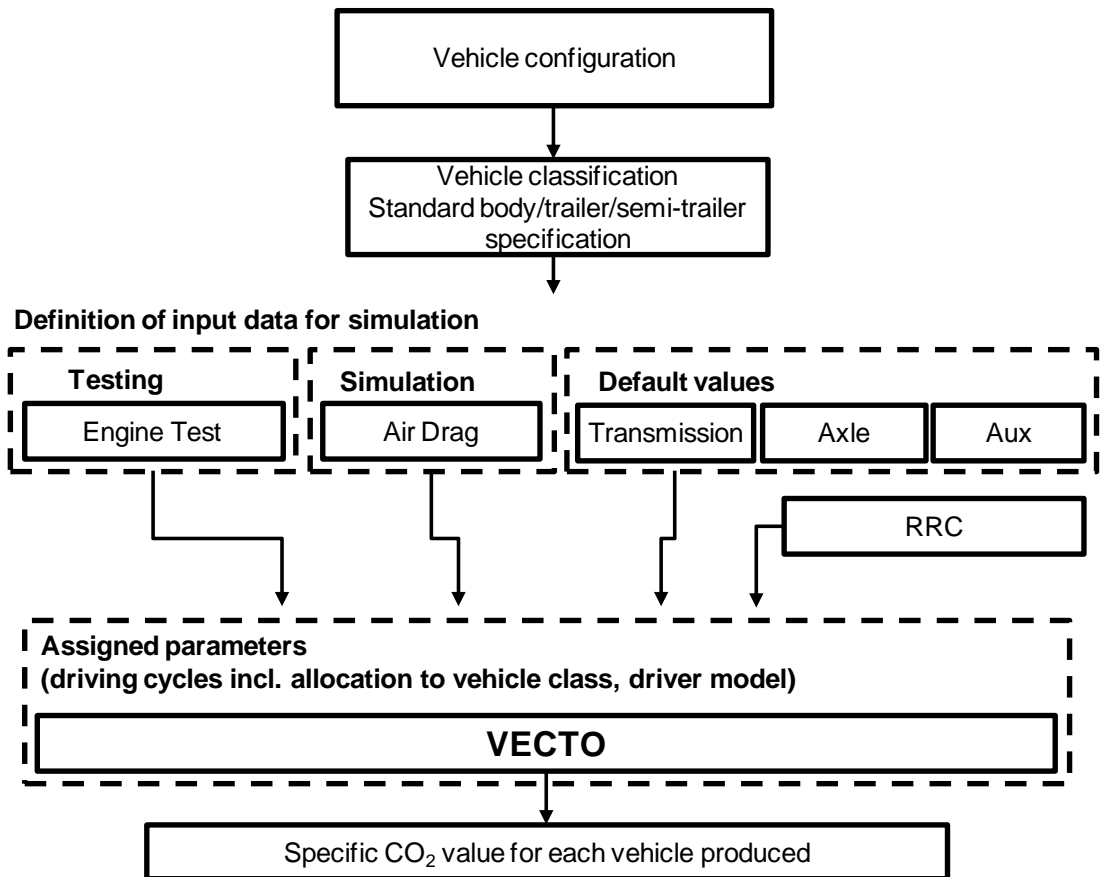 Vehicle configuration
Vehicle classification
Standard body/trailer/semi-trailer
specification
Definition of input data for simulation
Testing
Engine Test
Simulation
Air Drag
Default values
Transmission
Axle
Aux
RRC
Assigned parameters
(driving cycles incl. allocation to vehicle class, driver model)
VECTO
Specific CO₂ value for each vehicle produced